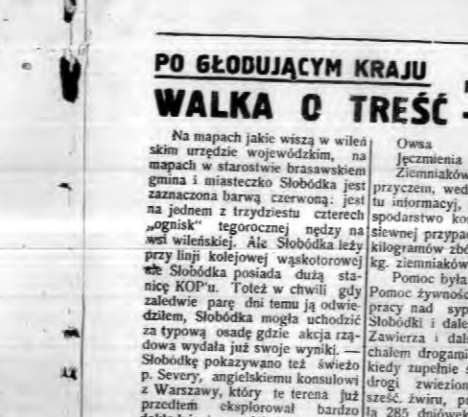 PO GŁODUJĄCYM KRAJU
WALKA O TREŚĆ
Na mapach jakie wiszą w wileń
skim urzędzie wojewódzkim, na
mapach w starostwie brasawskiem
gmina i miasteczko Słobódka jest
zaznaczona barwą czerwoną: jest
na jednem z trzydziestu czterech
„ognisk" tegorocznej nędzy na
wsi wileńskiej. Ale Słobódka leży
przy linji kolejowej wąskotorowej
Słobódka posiada dużą sta-
nicę KOP'u. Toteż w chwili gdy
zaledwie parę dni temu ją odwie-
dziłem, Słobódka mogła uchodzić
za typową osadę gdzie akcja rzą-
dowa wydała już swoje wyniki. —
Słobódkę pokazywano też świeżo
p. Severy, angielskiemu konsulowi
z Warszawy, który te terena już
przedtem eksplorował bardzo
Owsa
Jęczmienia
Ziemniaków
przyczem, wed
tu informacyj,
spodarstwo ko
siewnej przypa
kilogramów zbó
kg. ziemniaków
Pomoc była
Pomoc żywnośc
pracy nad syp
Słobódki i dale
Zawierza i dals
chałem drogami
kiedy zupełnie
drogi zwiezion
sześć. żwiru, p
la 285 dniówo